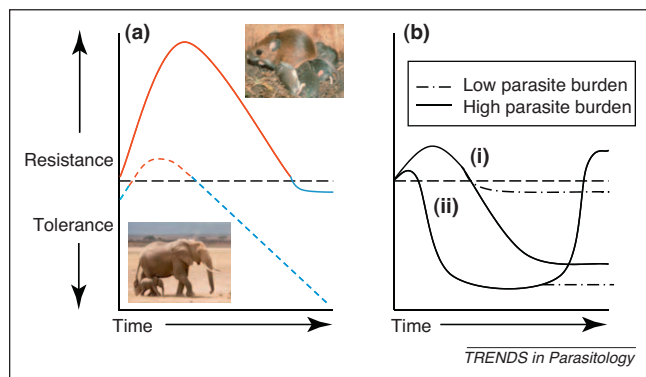 (a)
(b)
Low parasite burden
High parasite burden
Resistance
(i)
(ii)
Tolerance
Time
Time
TRENDS in Parasitology